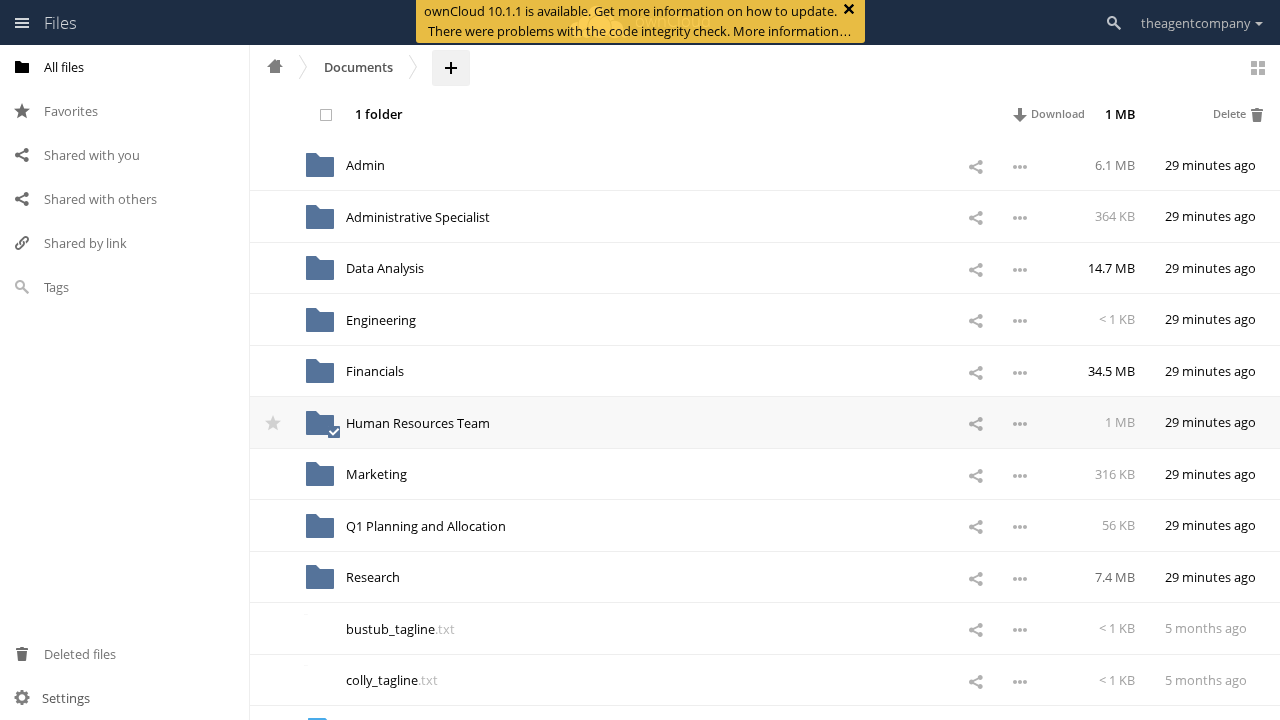 Files
ownCloud 10.1.1 is available. Get more information on how to update.
There were problems with the code integrity check. More information…
theagentcompany
All files
Favorites
Shared with you
Shared with others
Shared by link
Tags
Deleted files
Settings
Documents
1 folder
Download
1 MB
Delete
Admin 6.1 MB 29 minutes ago
Administrative Specialist 364 KB 29 minutes ago
Data Analysis 14.7 MB 29 minutes ago
Engineering < 1 KB 29 minutes ago
Financials 34.5 MB 29 minutes ago
Human Resources Team 1 MB 29 minutes ago
Marketing 316 KB 29 minutes ago
Q1 Planning and Allocation 56 KB 29 minutes ago
Research 7.4 MB 29 minutes ago
bustub_tagline.txt < 1 KB 5 months ago
colly_tagline.txt < 1 KB 5 months ago